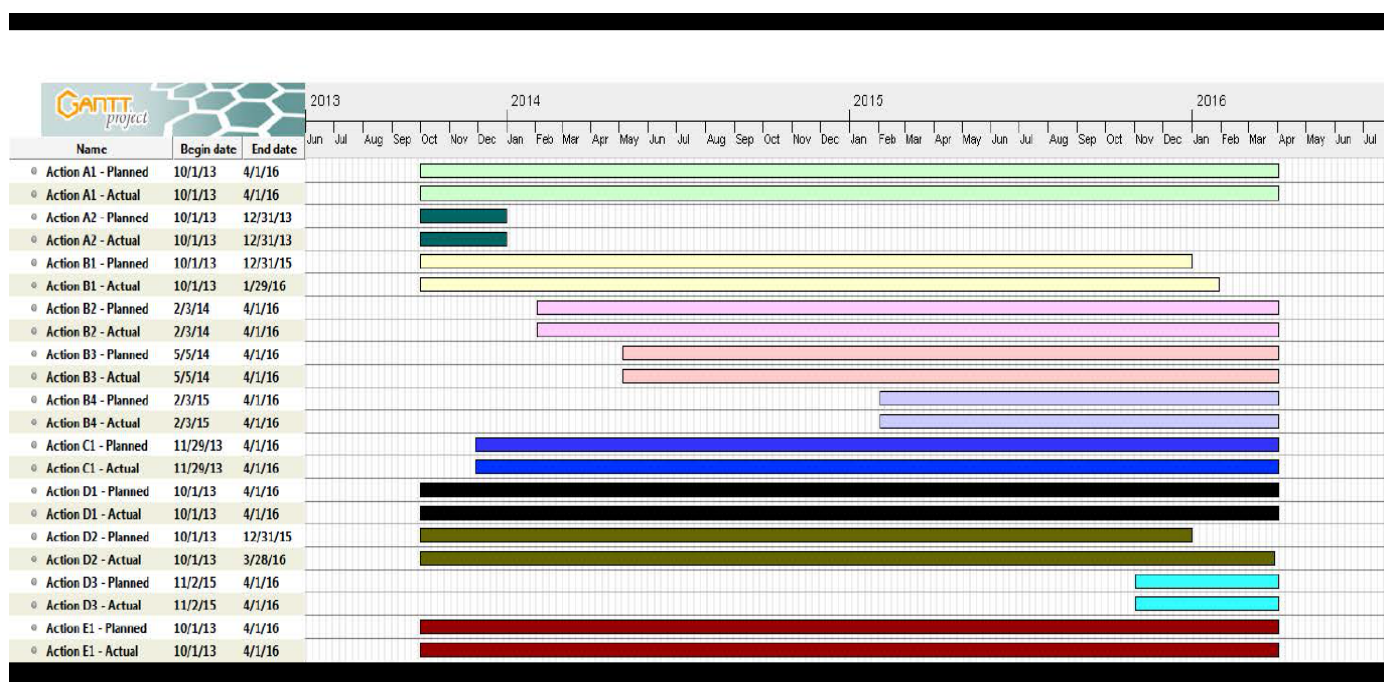 GANTT
project
2013 2014 2015 2016
Jun Jul Aug Sep Oct Nov Dec Jan Feb Mar Apr May Jun Jul Aug Sep Oct Nov Dec Jan Feb Mar Apr May Jun Jul Aug Sep Oct Nov Dec Jan Feb Mar Apr May Jun Jul
Name Begin date End date
Action A1 - Planned 10/1/13 4/1/16
Action A1 - Actual 10/1/13 4/1/16
Action A2 - Planned 10/1/13 12/31/13
Action A2 - Actual 10/1/13 12/31/13
Action B1 - Planned 10/1/13 12/31/15
Action B1 - Actual 10/1/13 1/29/16
Action B2 - Planned 2/3/14 4/1/16
Action B2 - Actual 2/3/14 4/1/16
Action B3 - Planned 5/5/14 4/1/16
Action B3 - Actual 5/5/14 4/1/16
Action B4 - Planned 2/3/15 4/1/16
Action B4 - Actual 2/3/15 4/1/16
Action C1 - Planned 11/29/13 4/1/16
Action C1 - Actual 11/29/13 4/1/16
Action D1 - Planned 10/1/13 4/1/16
Action D1 - Actual 10/1/13 4/1/16
Action D2 - Planned 10/1/13 12/31/15
Action D2 - Actual 10/1/13 3/28/16
Action D3 - Planned 11/2/15 4/1/16
Action D3 - Actual 11/2/15 4/1/16
Action E1 - Planned 10/1/13 4/1/16
Action E1 - Actual 10/1/13 4/1/16